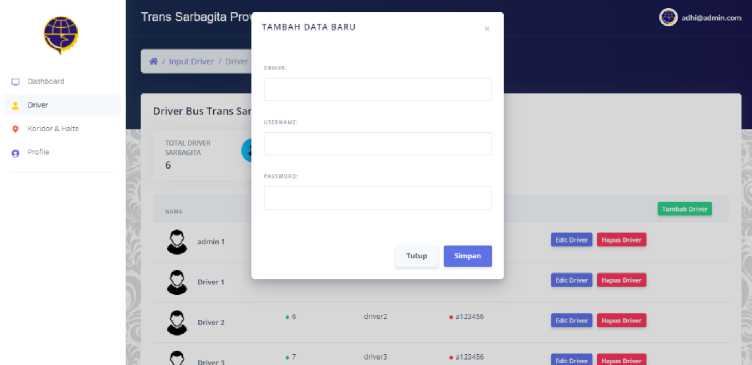 Trans Sarbagita Prov
adhi@admin.com
Dashboard
Driver
Koridor & Halte
Profile
/ Input Driver / Driver
TAMBAH DATA BARU
×
USERNAME:
PASSWORD:
Tutup
Simpan
Driver Bus Trans Sar
TOTAL DRIVER
SARBAGITA
6
NAME
Tambah Driver
admin 1
Edit Driver Hapus Driver
Driver 1
Edit Driver Hapus Driver
Driver 2 6 driver2 a123456 Edit Driver Hapus Driver
Driver 3 7 driver3 a123456 Edit Driver Hapus Driver